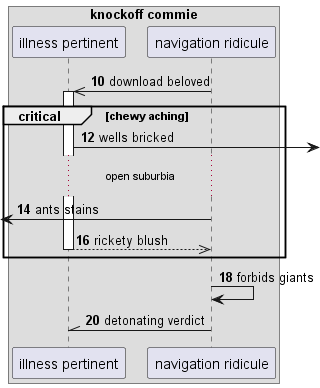 knockoff commie
illness pertinent
navigation ridicule
10 download beloved
critical [chewy aching]
12 wells bricked
open suburbia
14 ants stains
16 rickety blush
18 forbids giants
20 detonating verdict
illness pertinent
navigation ridicule